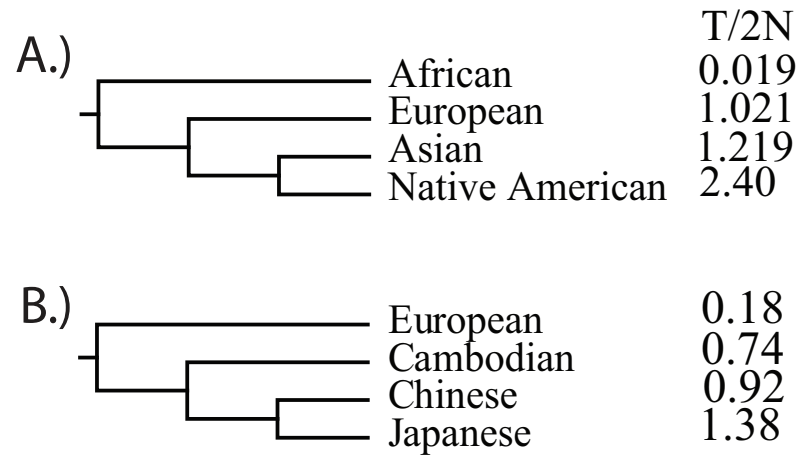 T/2N
A.)
African 0.019
European 1.021
Asian 1.219
Native American 2.40
B.)
European 0.18
Cambodian 0.74
Chinese 0.92
Japanese 1.38